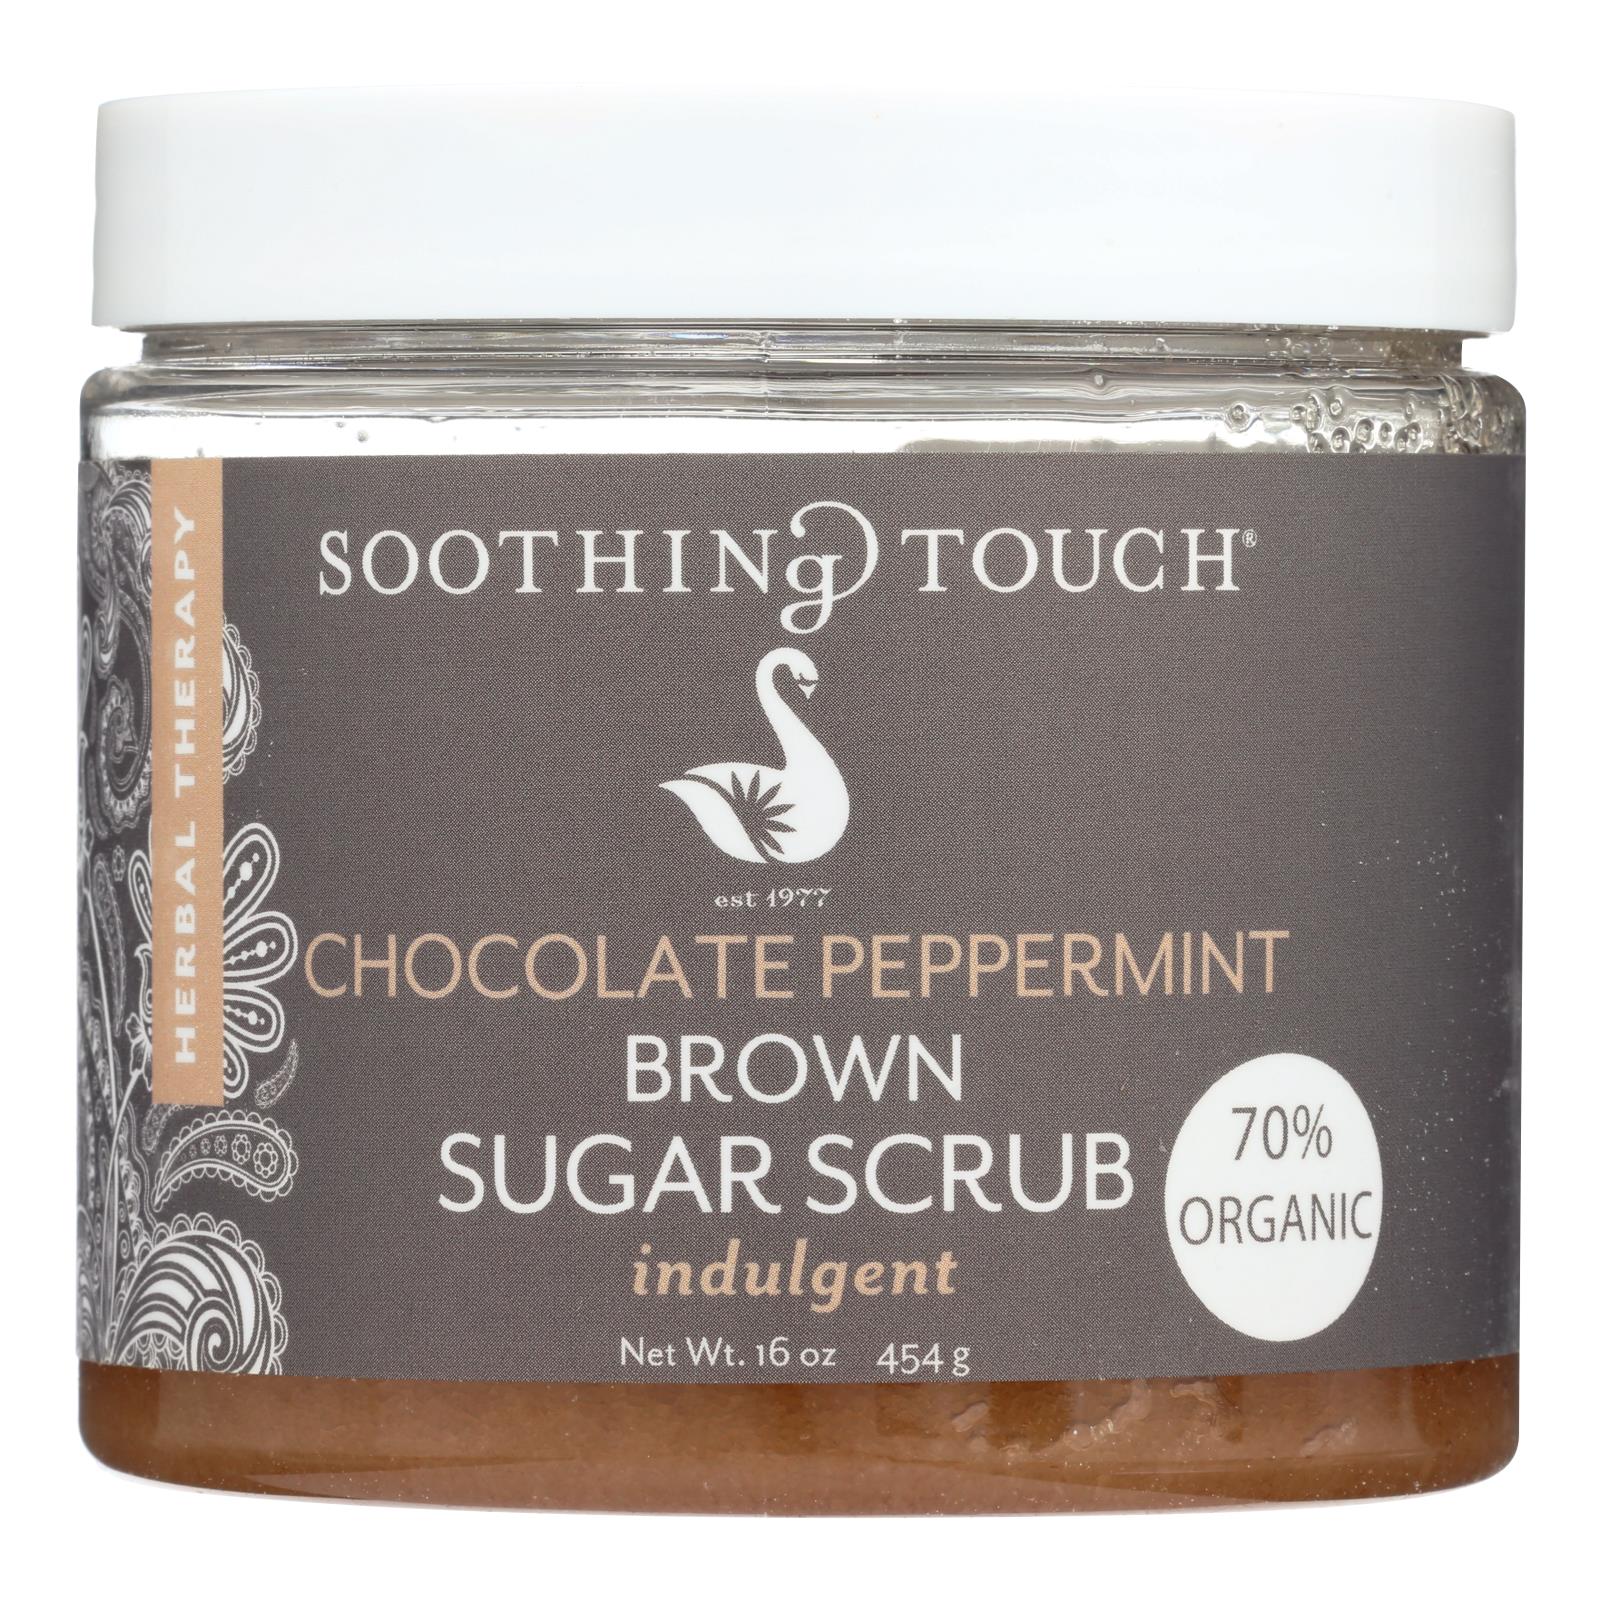 SOOTHINg TOUCH®
est 1977
HERBAL THERAPY
CHOCOLATE PEPPERMINT
BROWN
SUGAR SCRUB
indulgent
70%
ORGANIC
Net Wt. 16 oz 454 g